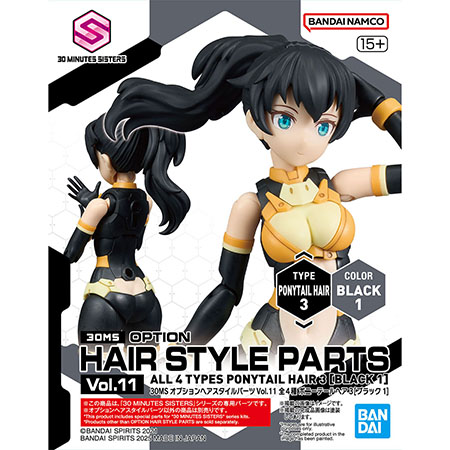 30 MINUTES SISTERS
BANDAI NAMCO
15+
TYPE
PONYTAIL HAIR
3
COLOR
BLACK
1
30MS OPTION
HAIR STYLE PARTS
Vol.11
ALL 4 TYPES PONYTAIL HAIR 3 [BLACK 1]
30MS オプションヘアスタイルパーツ Vol.11 全4種 ポニーテールヘア3[ブラック1]
※この商品は、「30 MINUTES SISTERS」シリーズの専用パーツです。
※オプションヘアスタイルパーツ以外の商品は別売りです。
*This product includes special parts for "30 MINUTES SISTERS" series kits.
*Products other than OPTION HAIR STYLE PARTS are sold separately.
©BANDAI SPIRITS 2021
©BANDAI SPIRITS MADE IN JAPAN
BAN
DAI